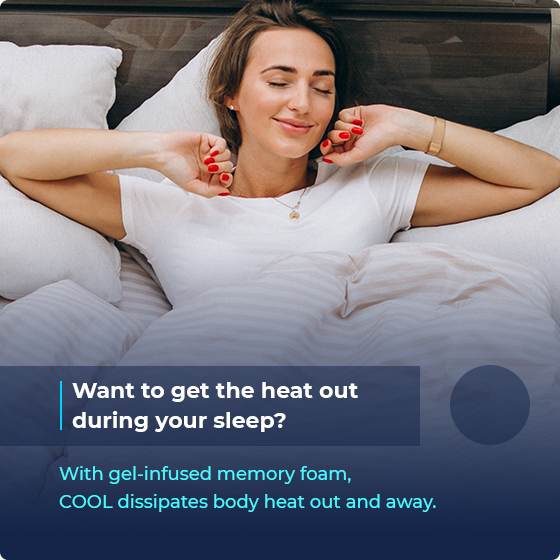 Want to get the heat out
during your sleep?
With gel-infused memory foam,
COOL dissipates body heat out and away.